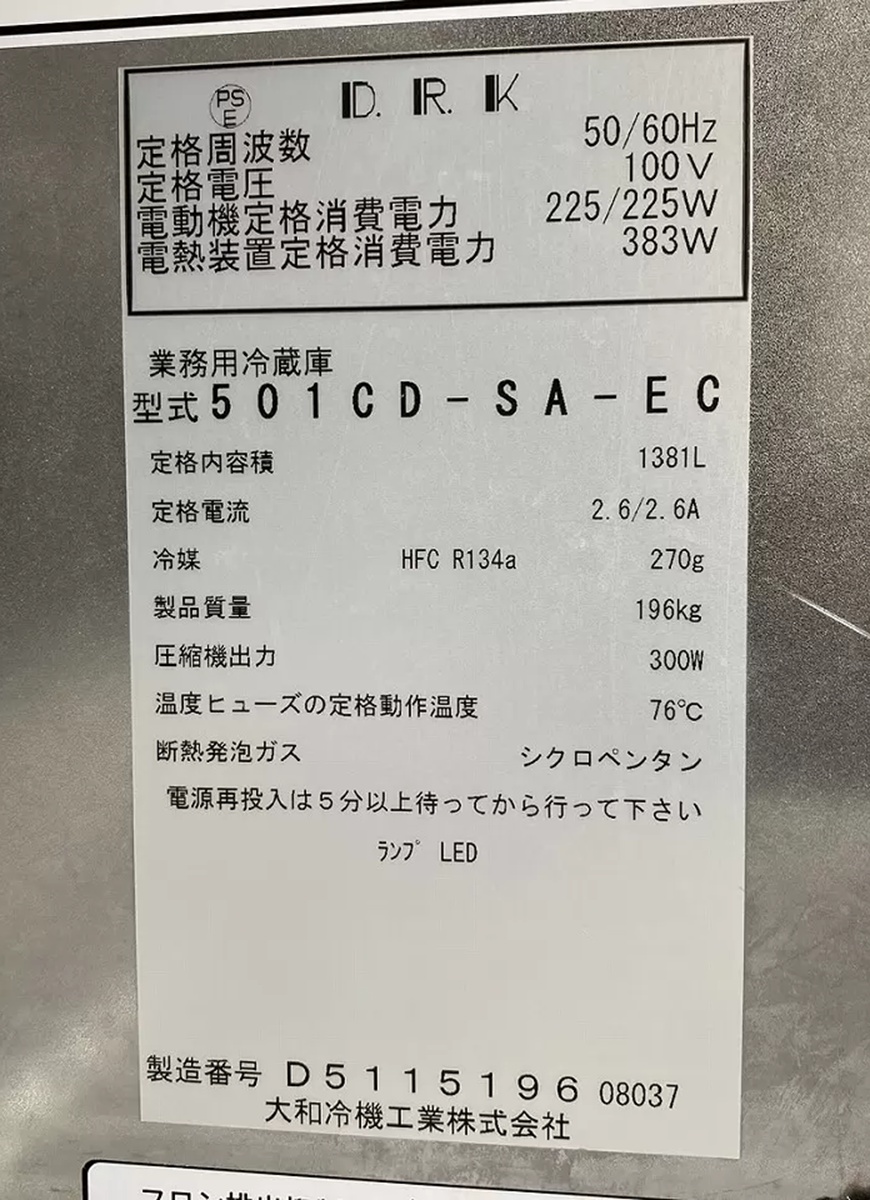 PS
E
D.R.K
定格周波数 50/60Hz
定格電圧 100V
電動機定格消費電力 225/225W
電熱装置定格消費電力 383W
業務用冷蔵庫
型式 501CD-SA-EC
定格内容積 1381L
定格電流 2.6/2.6A
冷媒 HFC R134a 270g
製品質量 196kg
圧縮機出力 300W
温度ヒューズの定格動作温度 76℃
断熱発泡ガス シクロペンタン
電源再投入は5分以上待ってから行って下さい
ﾗﾝﾌﾟ LED
製造番号 D5115196 08037
大和冷機工業株式会社